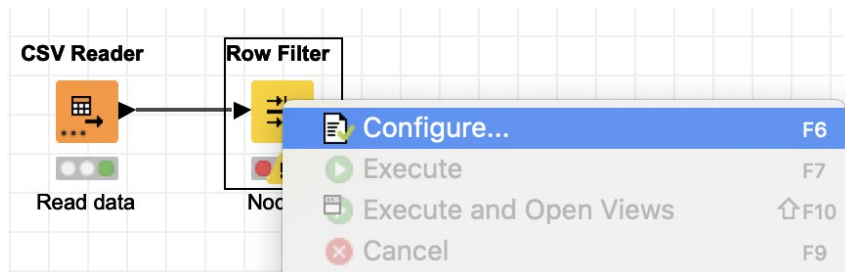 CSV Reader
Row Filter
Configure...
F6
Execute
F7
Read data
Execute and Open Views
⇧F10
Cancel
F9